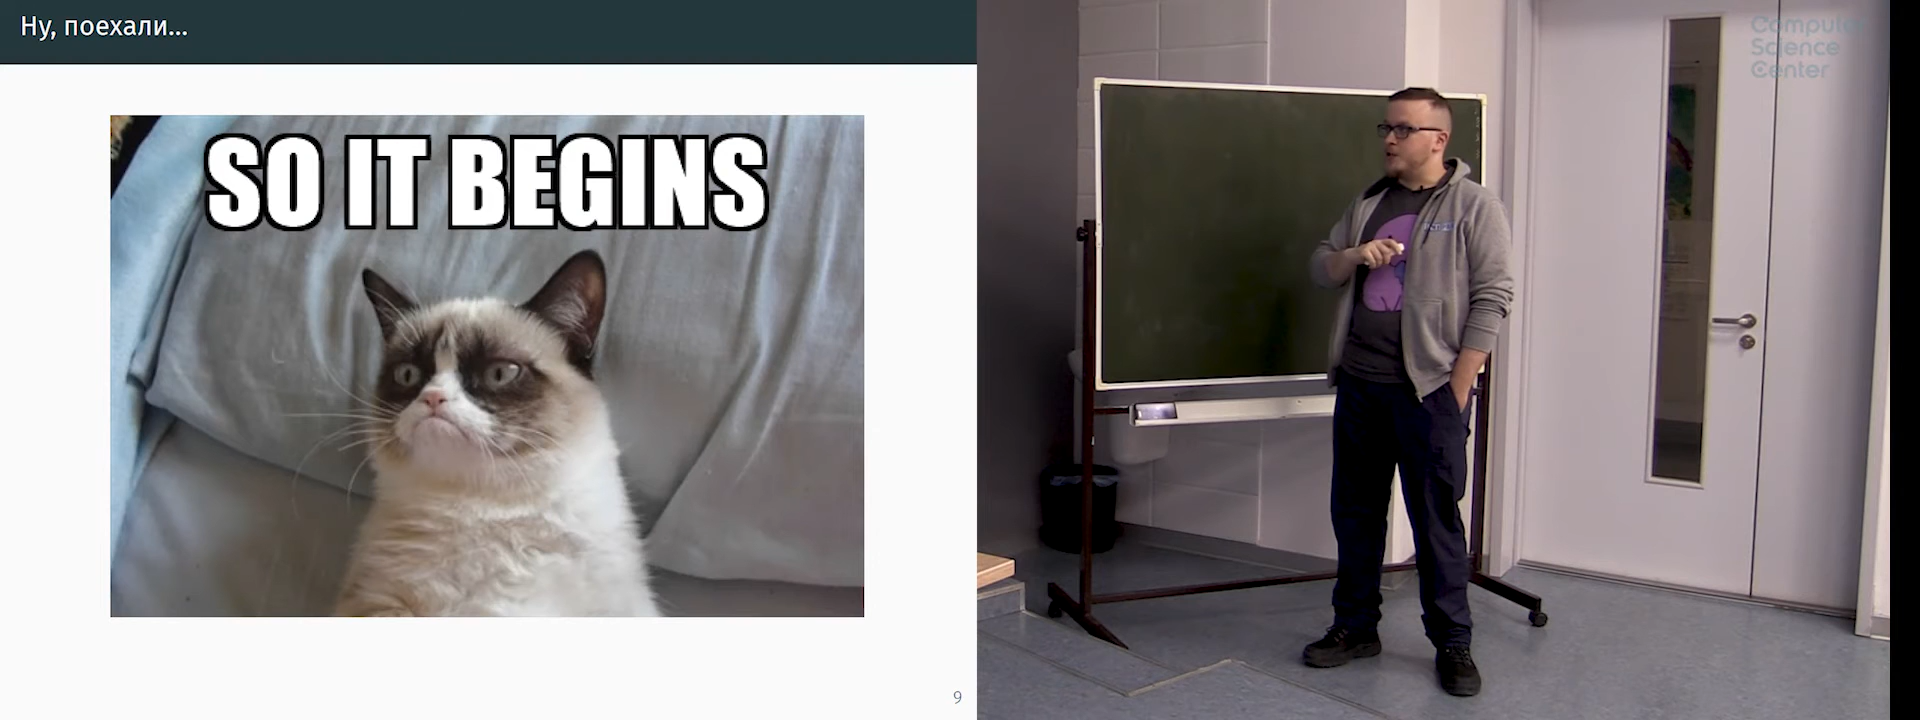 Ну, поехали...
SO IT BEGINS
9
Computer
Science
Center